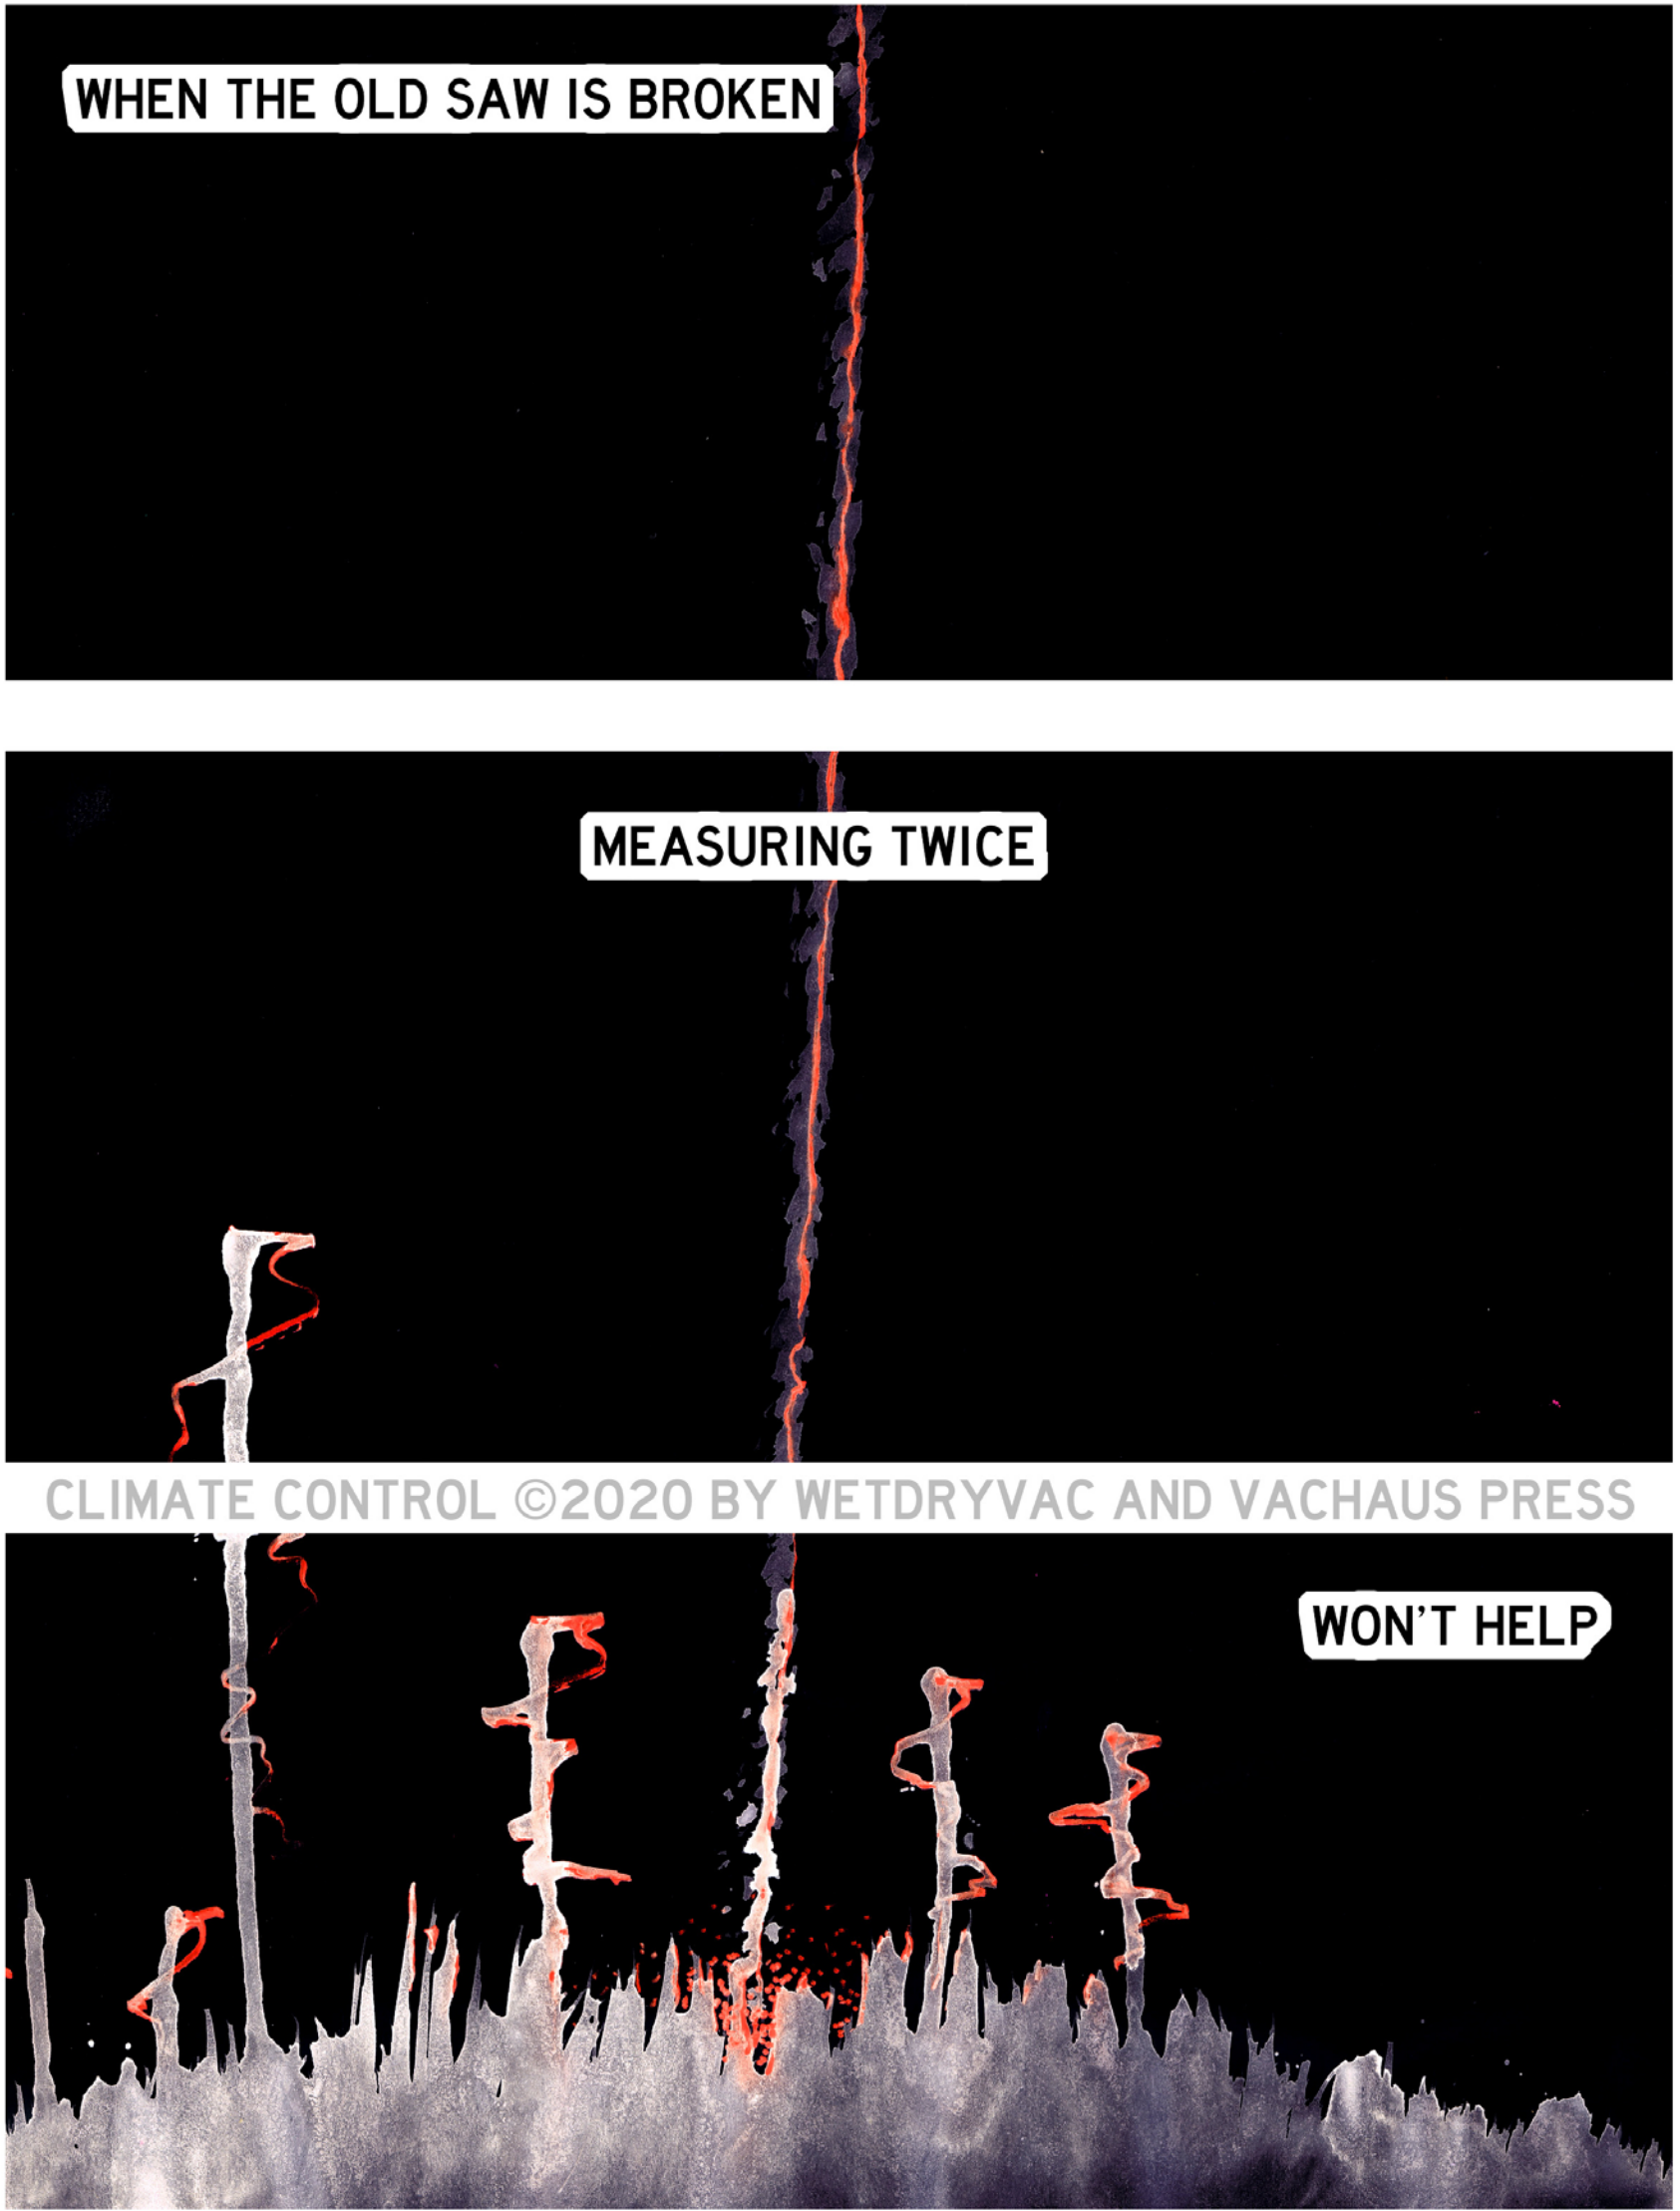 WHEN THE OLD SAW IS BROKEN
MEASURING TWICE
CLIMATE CONTROL ©2020 BY WETDRYVAC AND VACHAUS PRESS
WON'T HELP